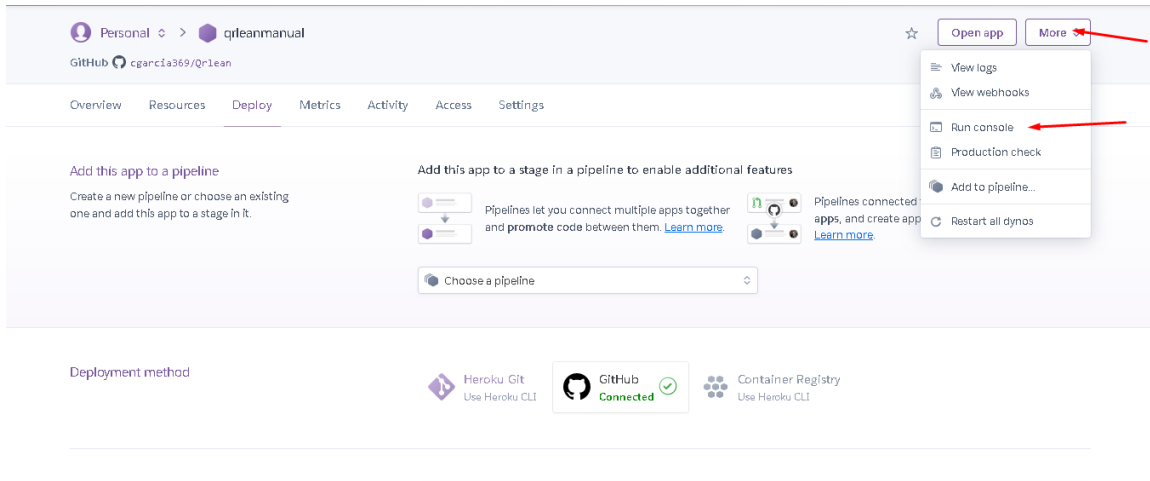 Personal > qrleanmanual
Open app
More
GitHub cgarcia369/Qrlean
View logs
View webhooks
Run console
Production check
Add to pipeline...
Restart all dynos
Overview Resources Deploy Metrics Activity Access Settings
Add this app to a pipeline
Create a new pipeline or choose an existing
one and add this app to a stage in it.
Add this app to a stage in a pipeline to enable additional
features
Pipelines let you connect multiple apps together
and promote code between them. Learn more.
Pipelines connected
apps, and create app
Learn more.
Choose a pipeline
Deployment method
Heroku Git
Use Heroku CLI
GitHub
Connected
Container Registry
Use Heroku CLI